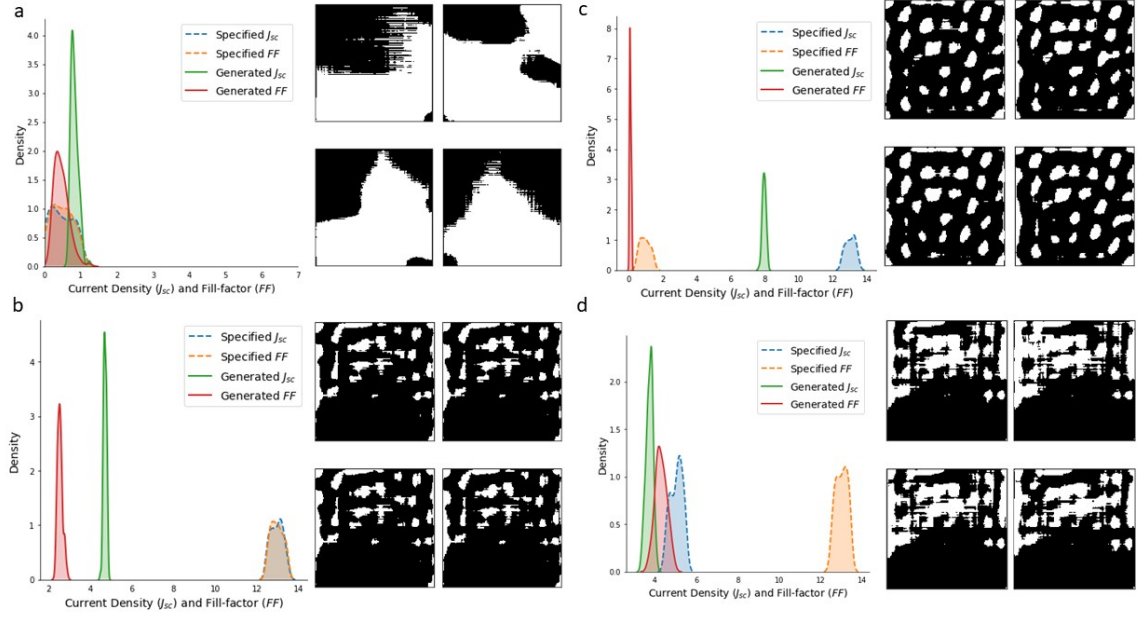 a
4.0
3.5
3.0
2.5
2.0
1.5
1.0
0.5
0.0
Density
0 1 2 3 4 5 6 7
Current Density (Jsc) and Fill-factor (FF)
Specified Jsc
Specified FF
Generated Jsc
Generated FF
c
8
7
6
5
4
3
2
1
0
Density
0 2 4 6 8 10 12 14
Current Density (Jsc) and Fill-factor (FF)
Specified Jsc
Specified FF
Generated Jsc
Generated FF
b
4
3
2
1
0
Density
2 4 6 8 10 12 14
Current Density (Jsc) and Fill-factor (FF)
Specified Jsc
Specified FF
Generated Jsc
Generated FF
d
2.0
1.5
1.0
0.5
0.0
Density
4 6 8 10 12 14
Current Density (Jsc) and Fill-factor (FF)
Specified Jsc
Specified FF
Generated Jsc
Generated FF